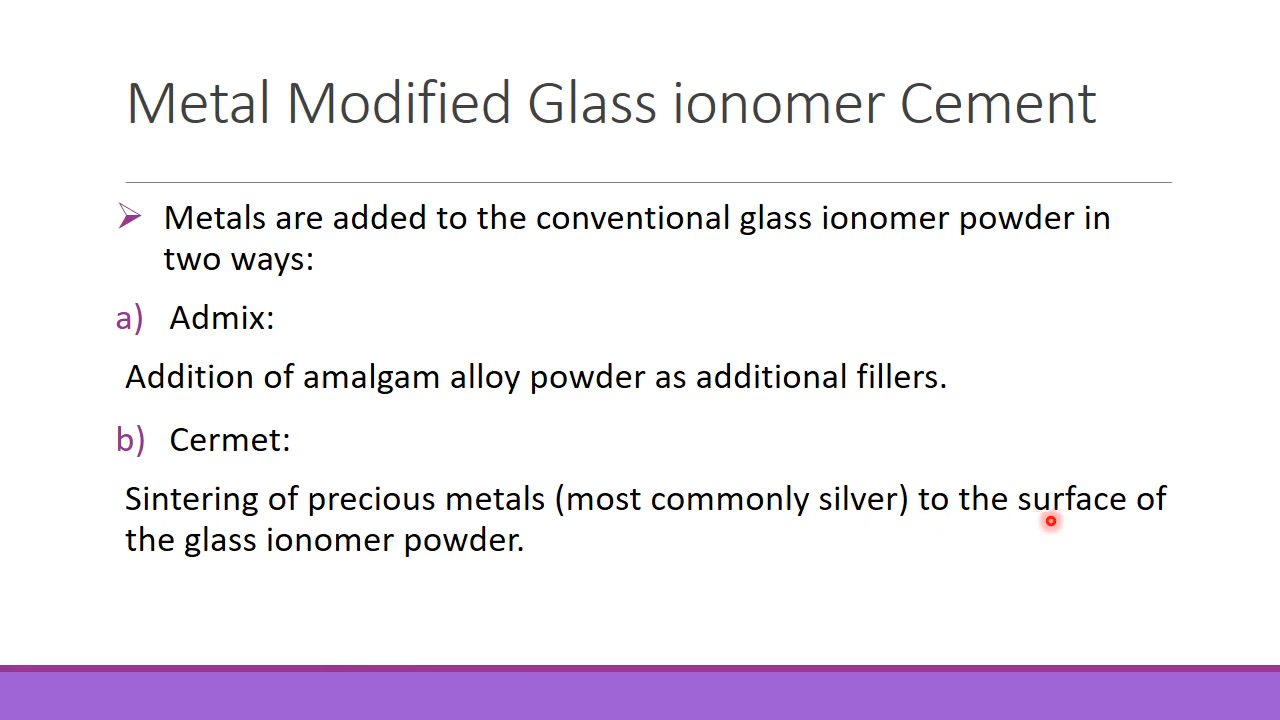 Metal Modified Glass ionomer Cement
Metals are added to the conventional glass ionomer powder in
two ways:
a) Admix:
Addition of amalgam alloy powder as additional fillers.
b) Cermet:
Sintering of precious metals (most commonly silver) to the surface of
the glass ionomer powder.